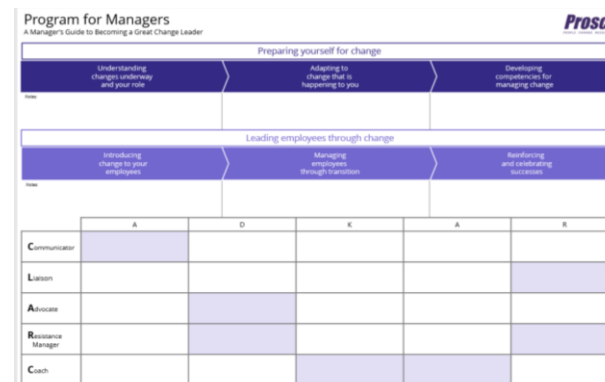 Program for Managers
A Manager's Guide to Becoming a Great Change Leader
Prosc
Preparing yourself for change
Understanding
changes underway
and your role
Adapting to
change that is
happening to you
Developing
competencies for
managing change
Notes
Leading employees through change
Introducing
change to your
employees
Managing
employees
through transition
Reinforcing
and celebrating
successes
Notes
A D K A R
Communicator
Liaison
Advocate
Resistance
Manager
Coach